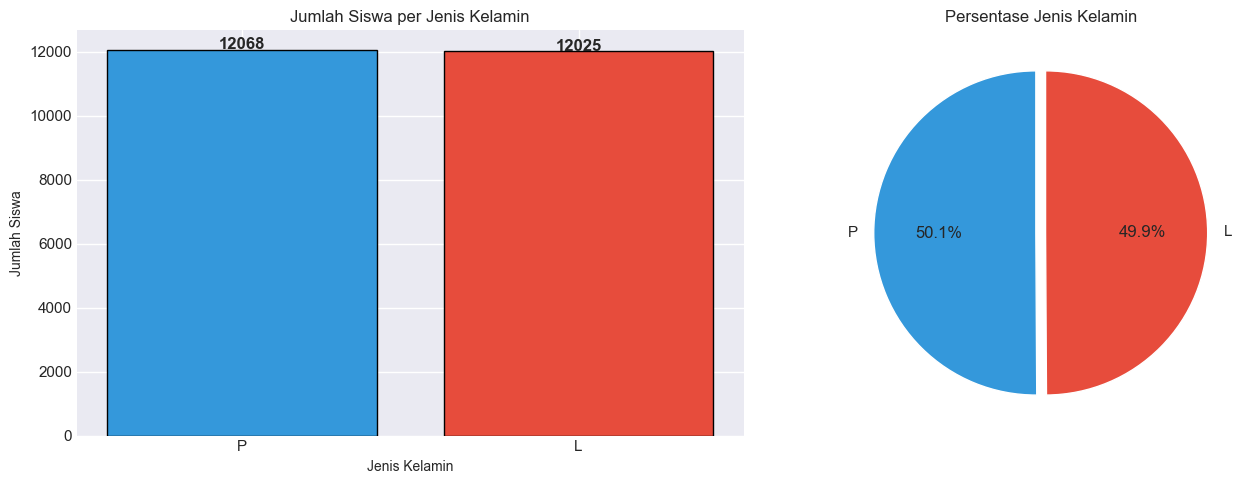 Jumlah Siswa per Jenis Kelamin
12068
12025
12000
10000
8000
6000
4000
2000
0
Jumlah Siswa
P
L
Jenis Kelamin
Persentase Jenis Kelamin
P
50.1%
49.9%
L